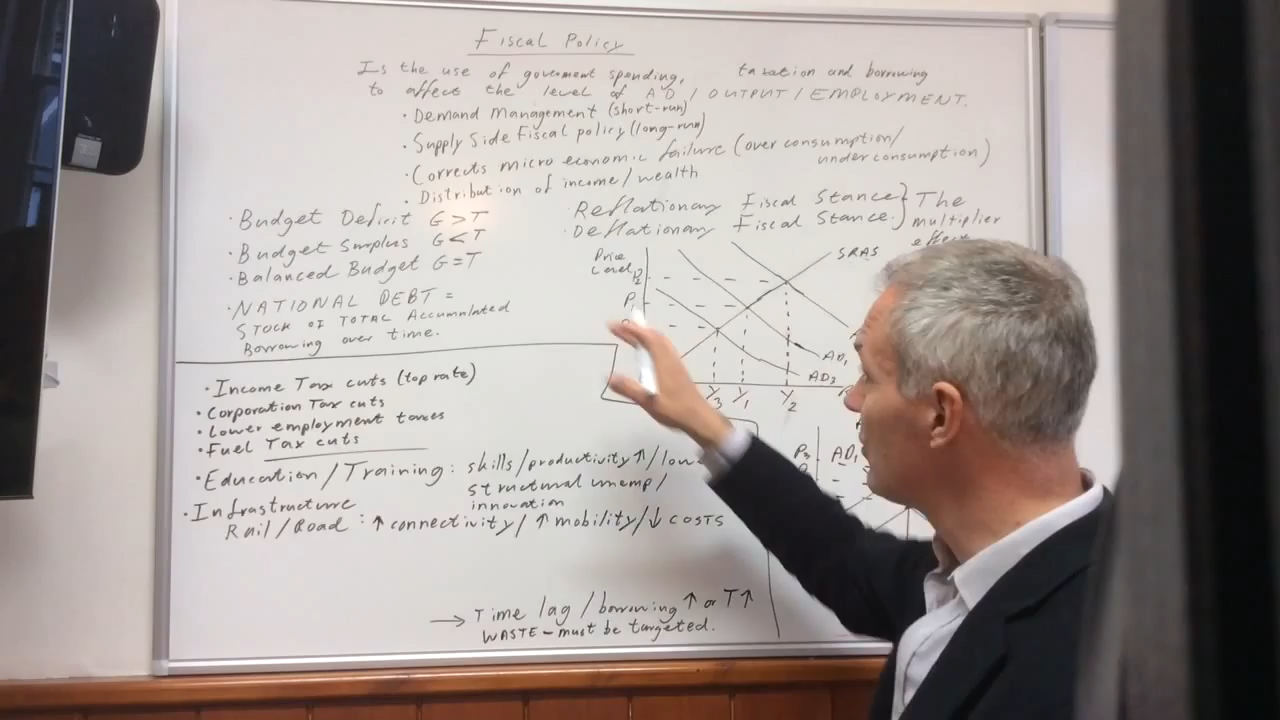 Fiscal Policy
Is the use of goverment spending, taxation and borrowing
to affect the level of AD / OUTPUT / EMPLOYMENT.
· Demand Management (short-run)
· Supply Side Fiscal policy (long-run)
· Corrects micro economic failure (over consumption/
under consumption)
· Distribution of income / wealth
· Budget Deficit G > T
· Budget Surplus G < T
· Balanced Budget G = T
· NATIONAL DEBT =
STOCK OF TOTAL Accumulated
Borrowing over time.
· Reflationary Fiscal Stance } The
· Deflationary Fiscal Stance. multiplier
effect
Price
Level
P2
P1
SRAS
AD1
AD3
Y3 Y1 Y2
· Income Tax cuts (top rate)
· Corporation Tax cuts
· Lower employment taxes
· Fuel Tax cuts
· Education / Training : skills / productivity ↑ /
structural unemp /
innovation
· Infrastructure
Rail / Road : ↑ connectivity / ↑ mobility / ↓ COSTS
P3 AD1
→ Time lag / borrowing ↑ or T ↑
WASTE - must be targeted.